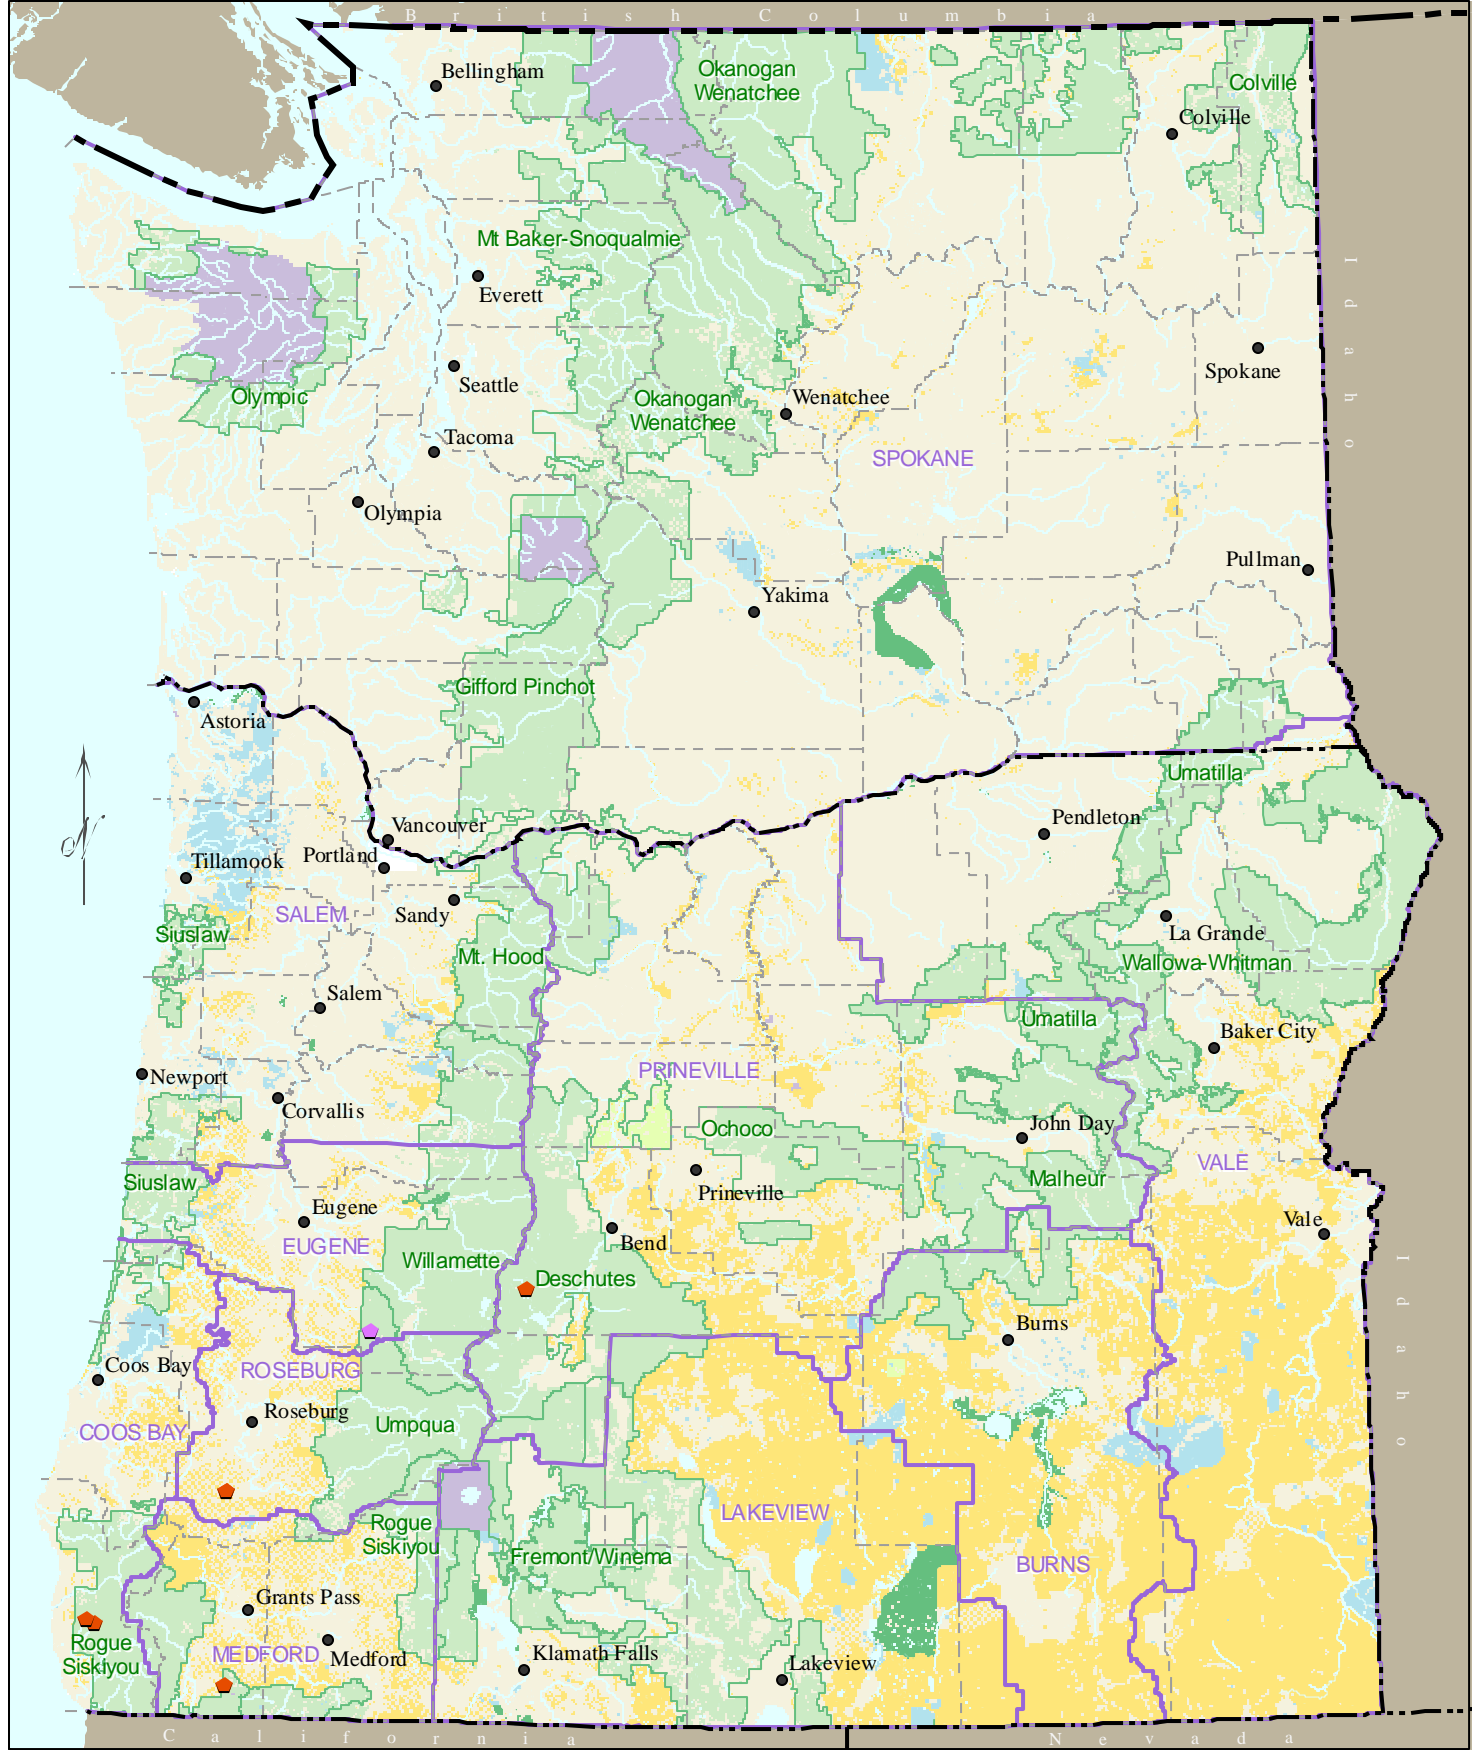 British Columbia
Bellingham
Okanogan
Wenatchee
Colville
Colville
Mt Baker-Snoqualmie
Everett
Idaho
Seattle
Spokane
Olympic
Okanogan
Wenatchee
Wenatchee
Tacoma
SPOKANE
Olympia
Pullman
Yakima
Gifford Pinchot
Astoria
Umatilla
Vancouver
Pendleton
Portland
Tillamook
Sandy
SALEM
Siuslaw
La Grande
Mt. Hood
Wallowa-Whitman
Salem
Umatilla
Baker City
PRINEVILLE
Newport
Corvallis
Ochoco
John Day
VALE
Siuslaw
Malheur
Prineville
Eugene
Vale
EUGENE
Bend
Willamette
Deschutes
Idaho
Burns
Coos Bay
ROSEBURG
Roseburg
COOS BAY
Umpqua
LAKEVIEW
Rogue
Siskiyou
Fremont/Winema
BURNS
Grants Pass
Rogue
Siskiyou
MEDFORD
Medford
Klamath Falls
Lakeview
California
Nevada